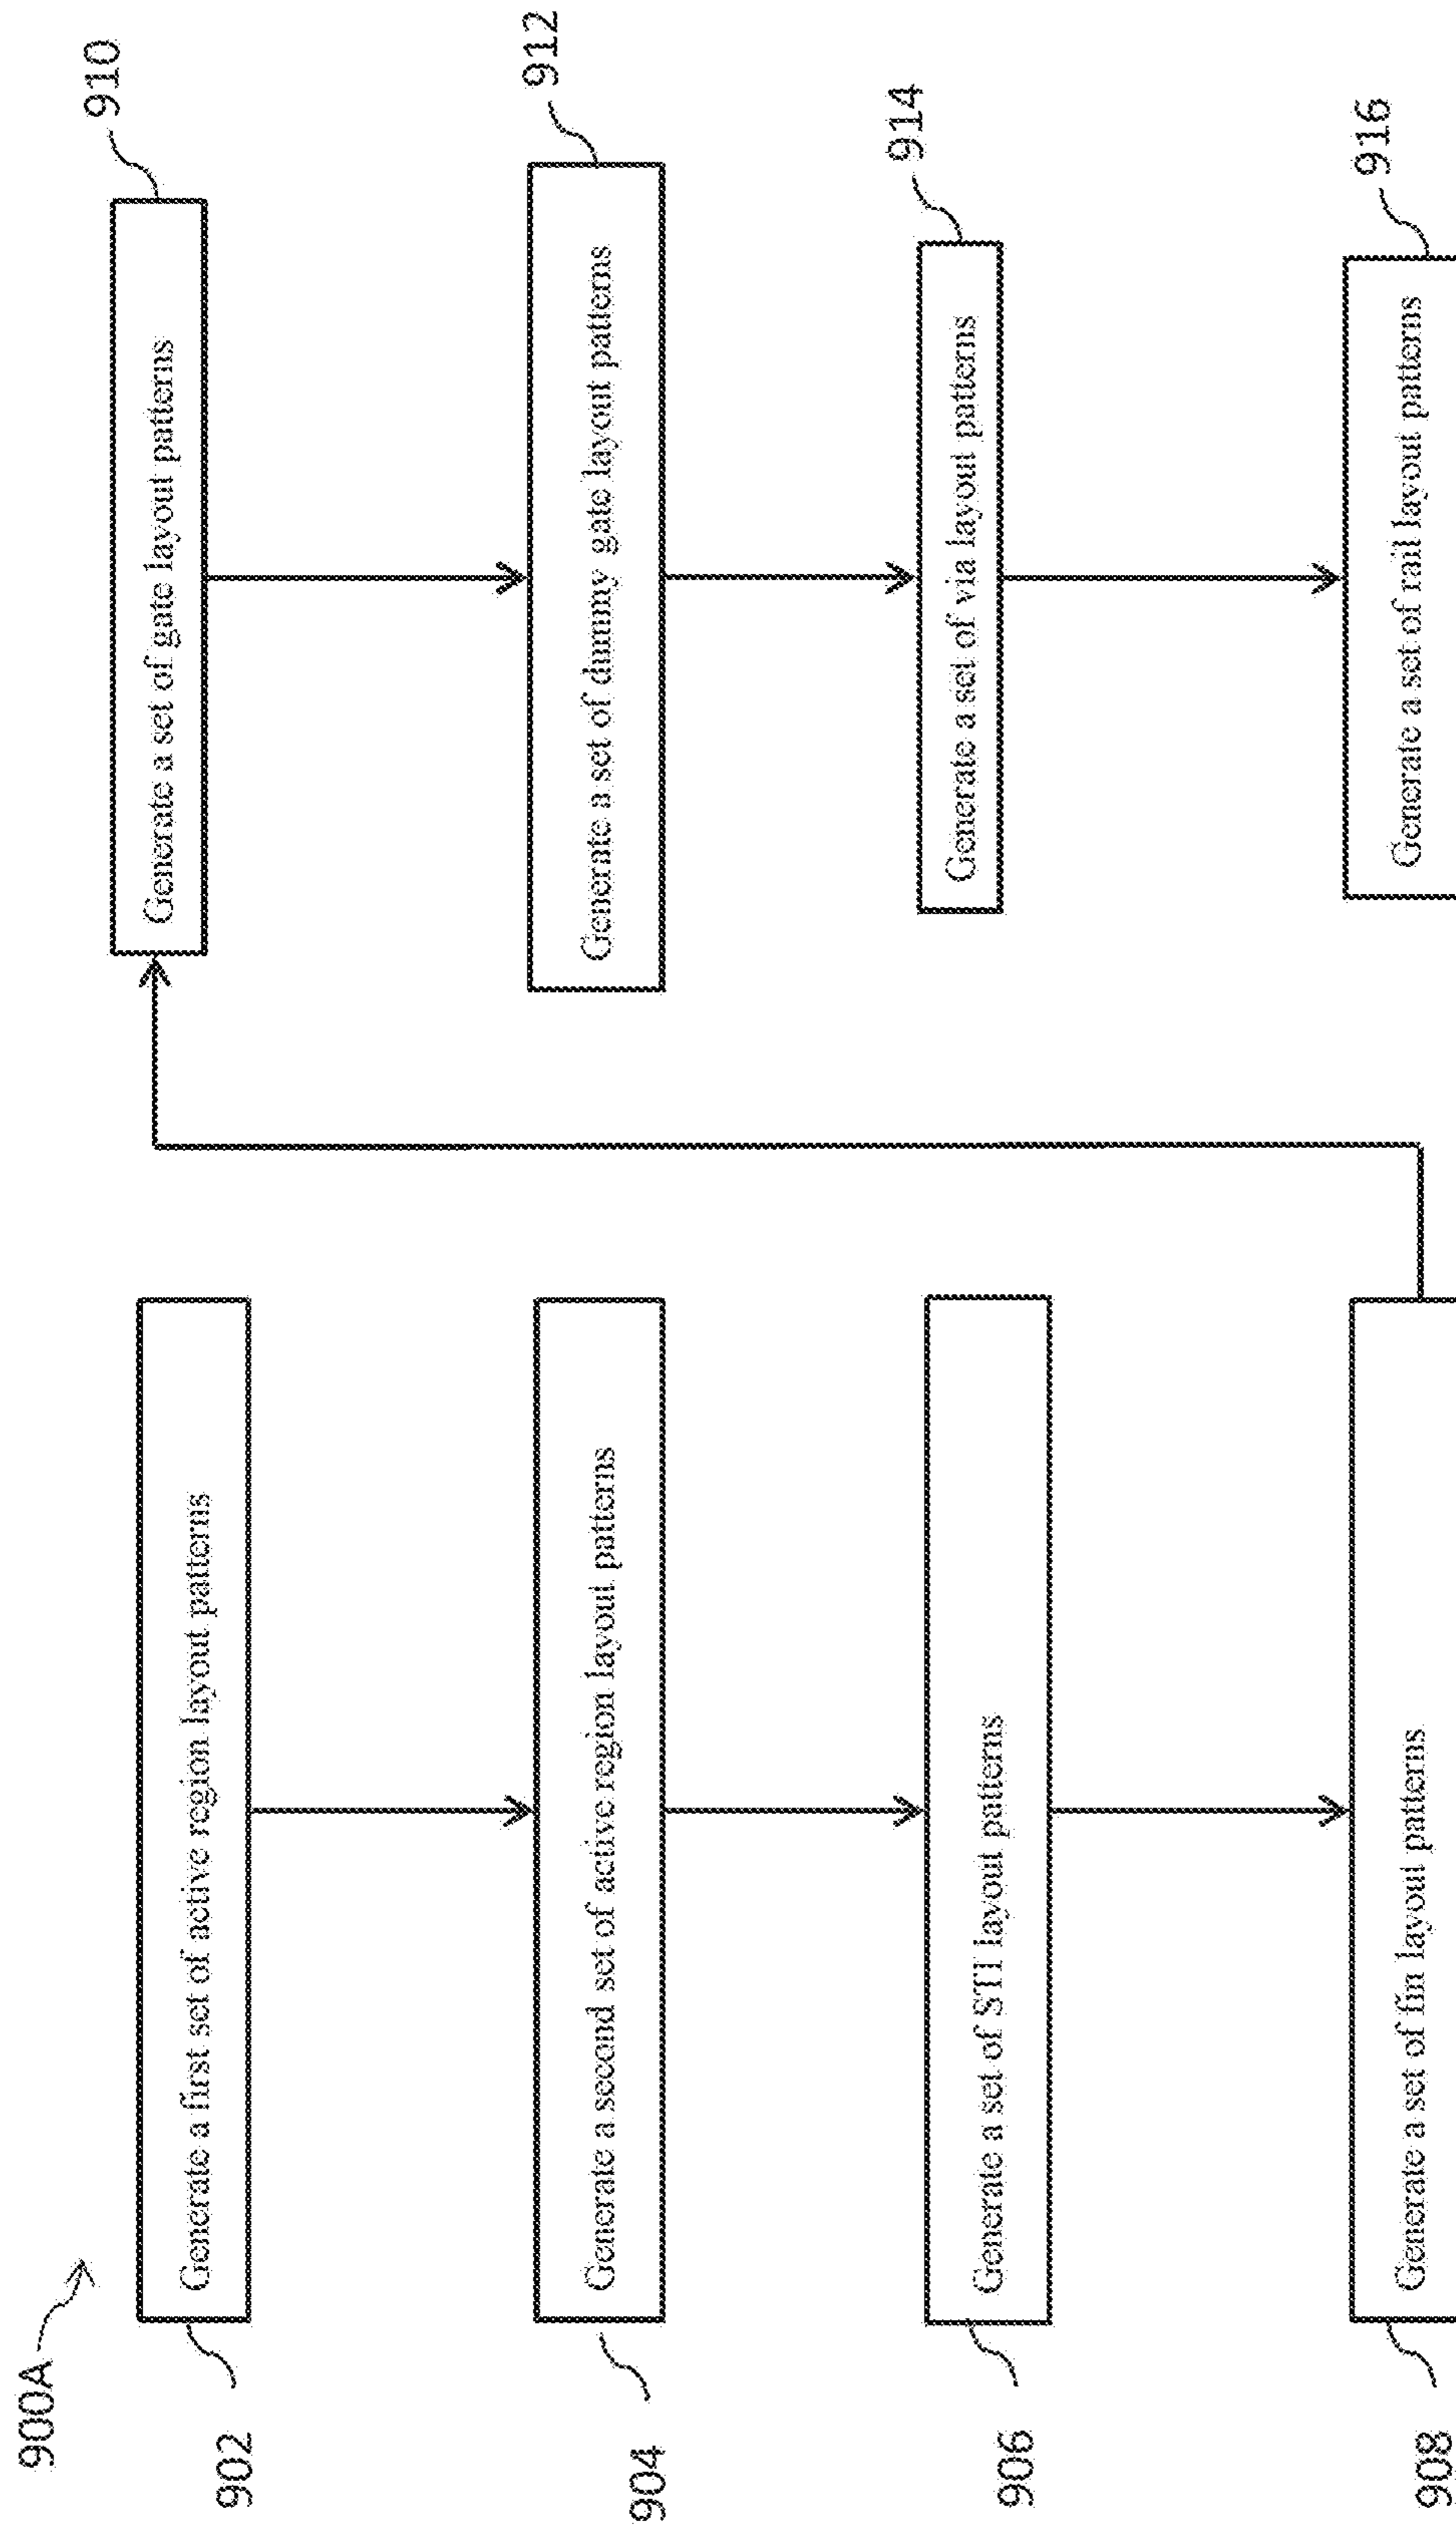 900A
902
Generate a first set of active region layout patterns
904
Generate a second set of active region layout patterns
906
Generate a set of STI layout patterns
908
Generate a set of fin layout patterns
910
Generate a set of gate layout patterns
912
Generate a set of dummy gate layout patterns
914
Generate a set of via layout patterns
916
Generate a set of rail layout patterns